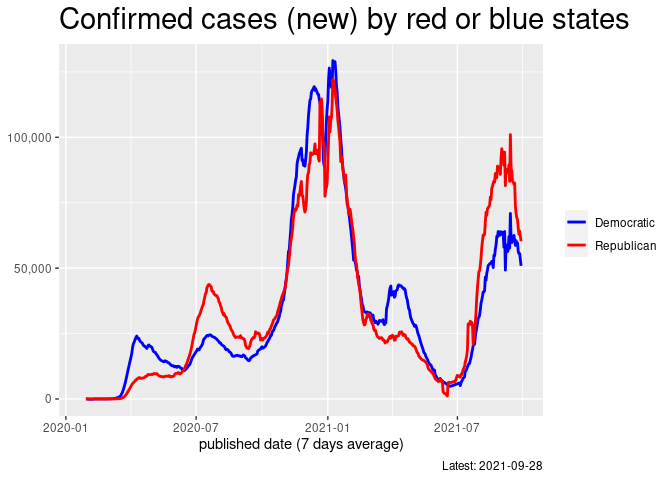 Confirmed cases (new) by red or blue states
100,000
50,000
0
2020-01
2020-07
2021-01
2021-07
published date (7 days average)
Democratic
Republican
Latest: 2021-09-28